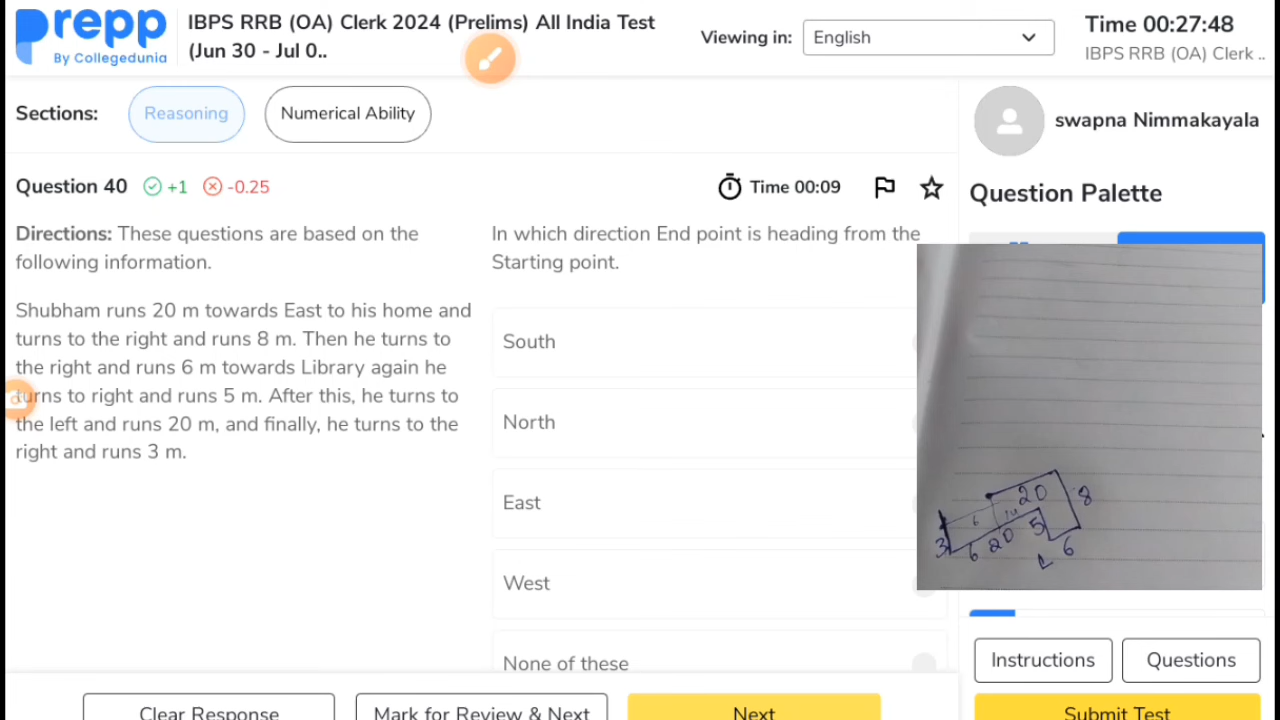 prepp
By Collegedunia
IBPS RRB (OA) Clerk 2024 (Prelims) All India Test
(Jun 30 - Jul 0..
Viewing in:
English
Time 00:27:48
IBPS RRB (OA) Clerk ..
Sections:
Reasoning
Numerical Ability
swapna Nimmakayala
Question 40
+1
-0.25
Time 00:09
Question Palette
Directions: These questions are based on the
following information.
Shubham runs 20 m towards East to his home and
turns to the right and runs 8 m. Then he turns to
the right and runs 6 m towards Library again he
turns to right and runs 5 m. After this, he turns to
the left and runs 20 m, and finally, he turns to the
right and runs 3 m.
In which direction End point is heading from the
Starting point.
South
North
East
West
None of these
20
8
6
14
3
6
20
5
6
L
Instructions
Questions
Clear Response
Mark for Review & Next
Next
Submit Test